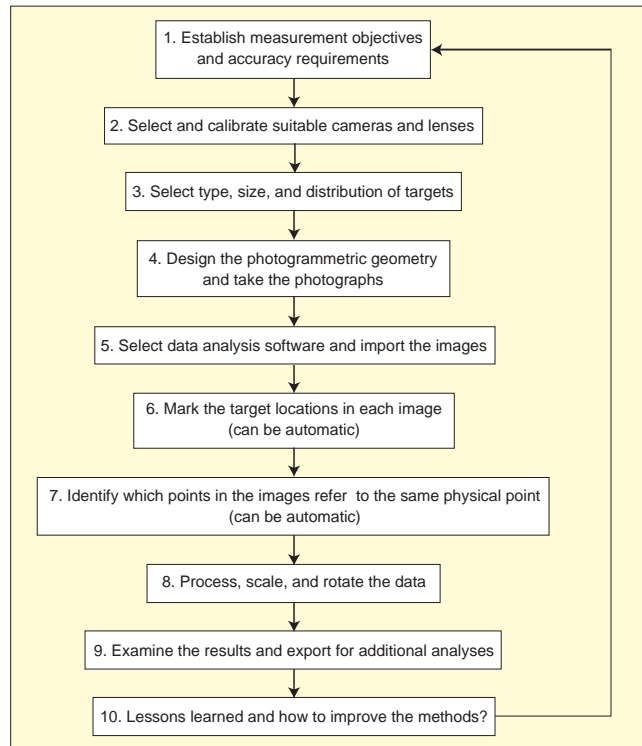 1. Establish measurement objectives
and accuracy requirements
2. Select and calibrate suitable cameras and lenses
3. Select type, size, and distribution of targets
4. Design the photogrammetric geometry
and take the photographs
5. Select data analysis software and import the images
6. Mark the target locations in each image
(can be automatic)
7. Identify which points in the images refer to the same physical point
(can be automatic)
8. Process, scale, and rotate the data
9. Examine the results and export for additional analyses
10. Lessons learned and how to improve the methods?